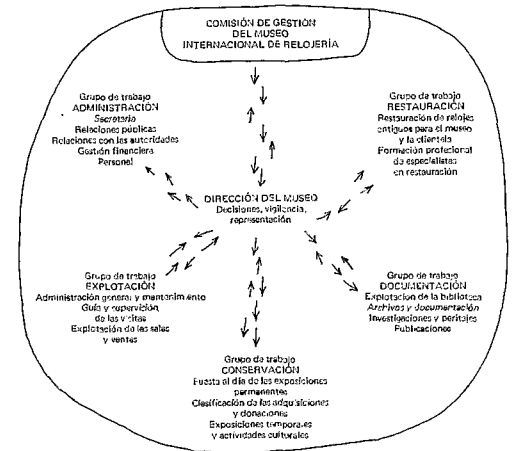 COMISIÓN DE GESTIÓN
DEL MUSEO
INTERNACIONAL DE RELOJERÍA
Grupo de trabajo
ADMINISTRACIÓN
Secretaría
Relaciones públicas
Relaciones con las autoridades
Gestión financiera
Personal
Grupo de trabajo
RESTAURACIÓN
Restauración de relojes
antiguos para el museo
y la clientela
Formación profesional
de especialistas
en restauración
DIRECCIÓN DEL MUSEO
Decisiones, vigilancia,
representación
Grupo de trabajo
EXPLOTACIÓN
Administración general y mantenimiento
Guía y supervisión
de las visitas
Explotación de las salas
y ventas
Grupo de trabajo
DOCUMENTACIÓN
Explotación de la biblioteca
Archivos y documentación
Investigaciones y peritajes
Publicaciones
Grupo de trabajo
CONSERVACIÓN
Puesta al día de las exposiciones
permanentes
Clasificación de las adquisiciones
y donaciones
Exposiciones temporales
y actividades culturales